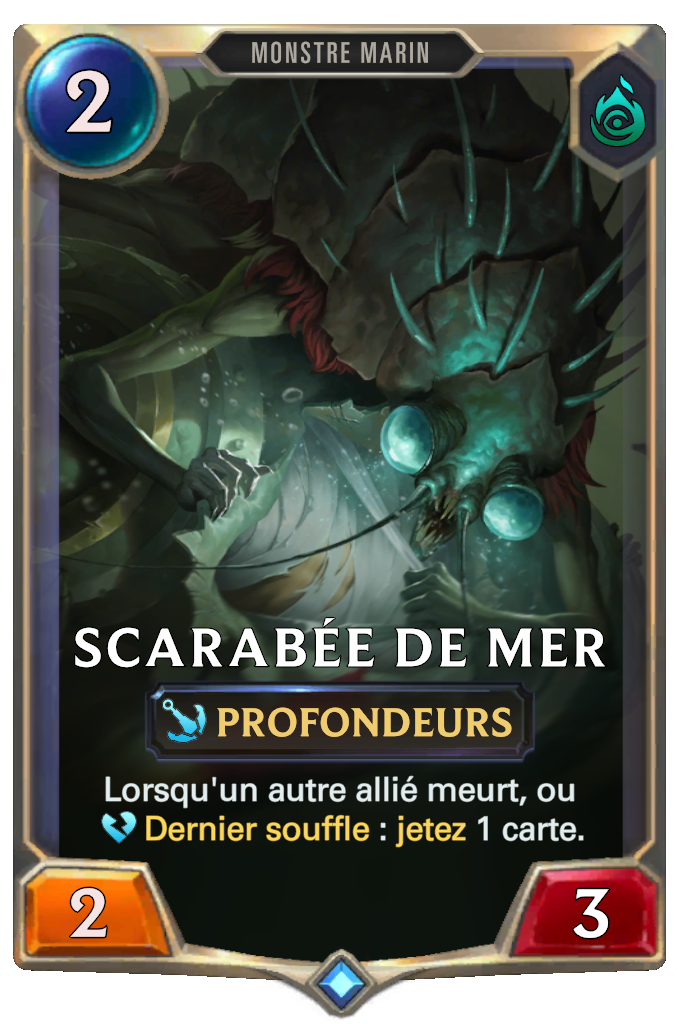 MONSTRE MARIN
2
SCARABÉE DE MER
PROFONDEURS
Lorsqu'un autre allié meurt, ou
Dernier souffle : jetez 1 carte.
2
3